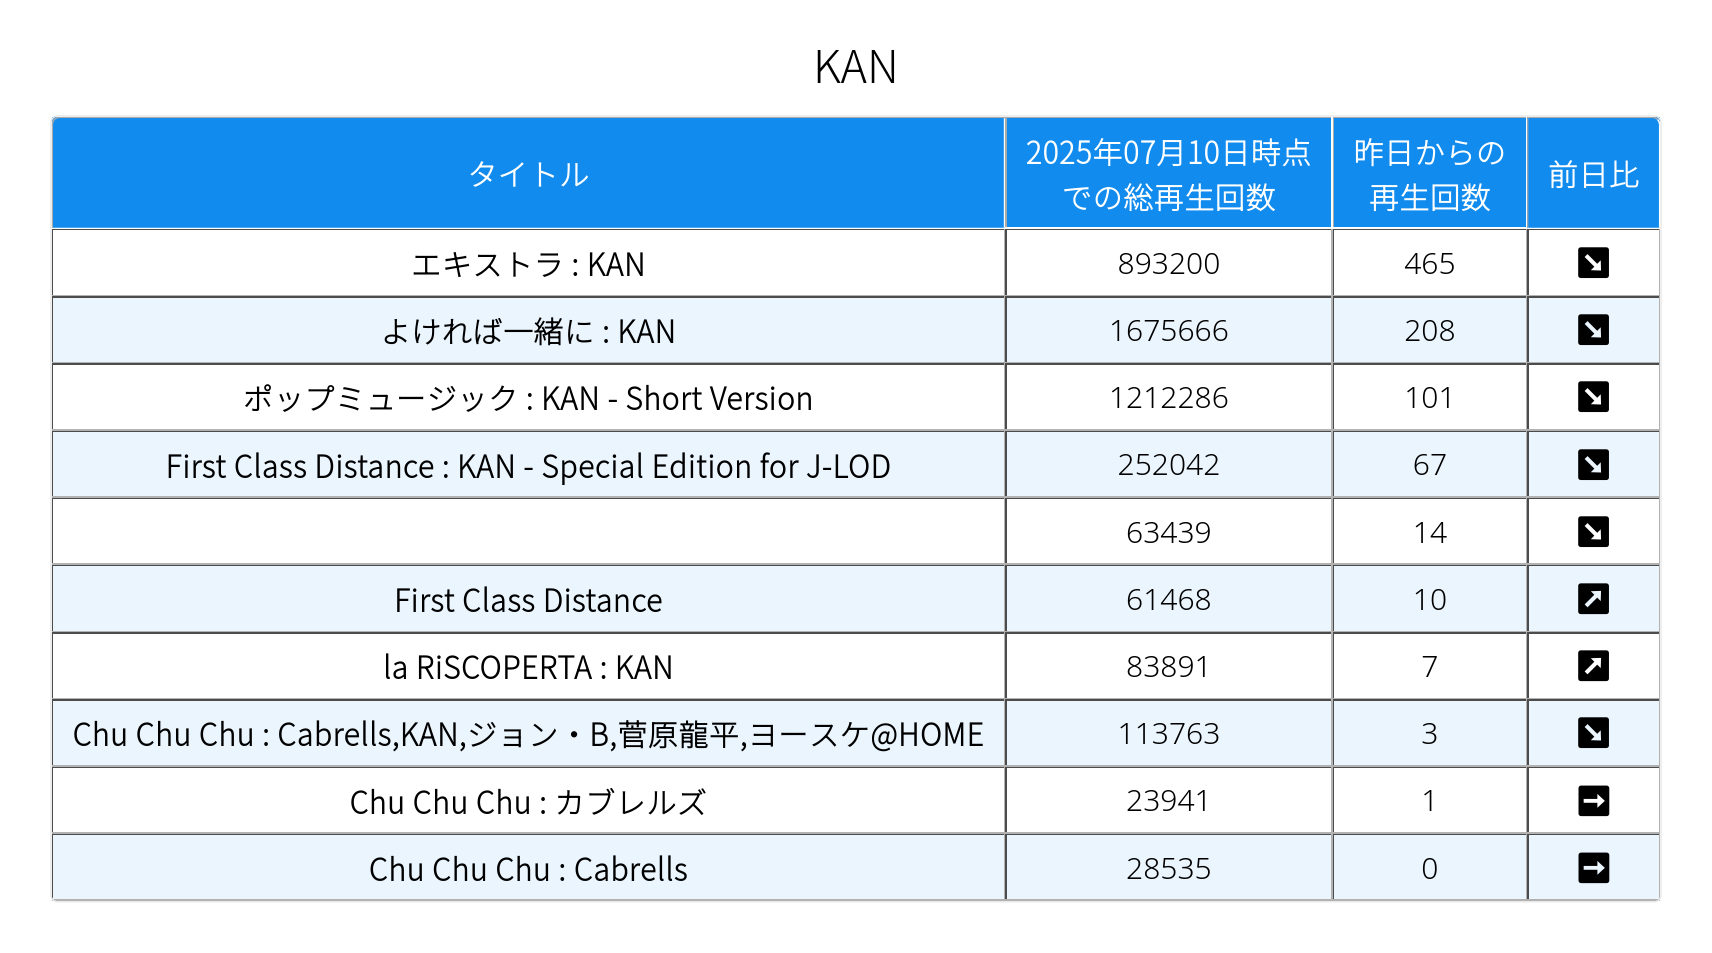 KAN
タイトル
2025年07月10日時点
での総再生回数
昨日からの
再生回数
前日比
エキストラ : KAN 893200 465
よければ一緒に : KAN 1675666 208
ポップミュージック : KAN - Short Version 1212286 101
First Class Distance : KAN - Special Edition for J-LOD 252042 67
63439 14
First Class Distance 61468 10
la RiSCOPERTA : KAN 83891 7
Chu Chu Chu : Cabrells,KAN,ジョン・B,菅原龍平,ヨースケ@HOME 113763 3
Chu Chu Chu : カブレルズ 23941 1
Chu Chu Chu : Cabrells 28535 0